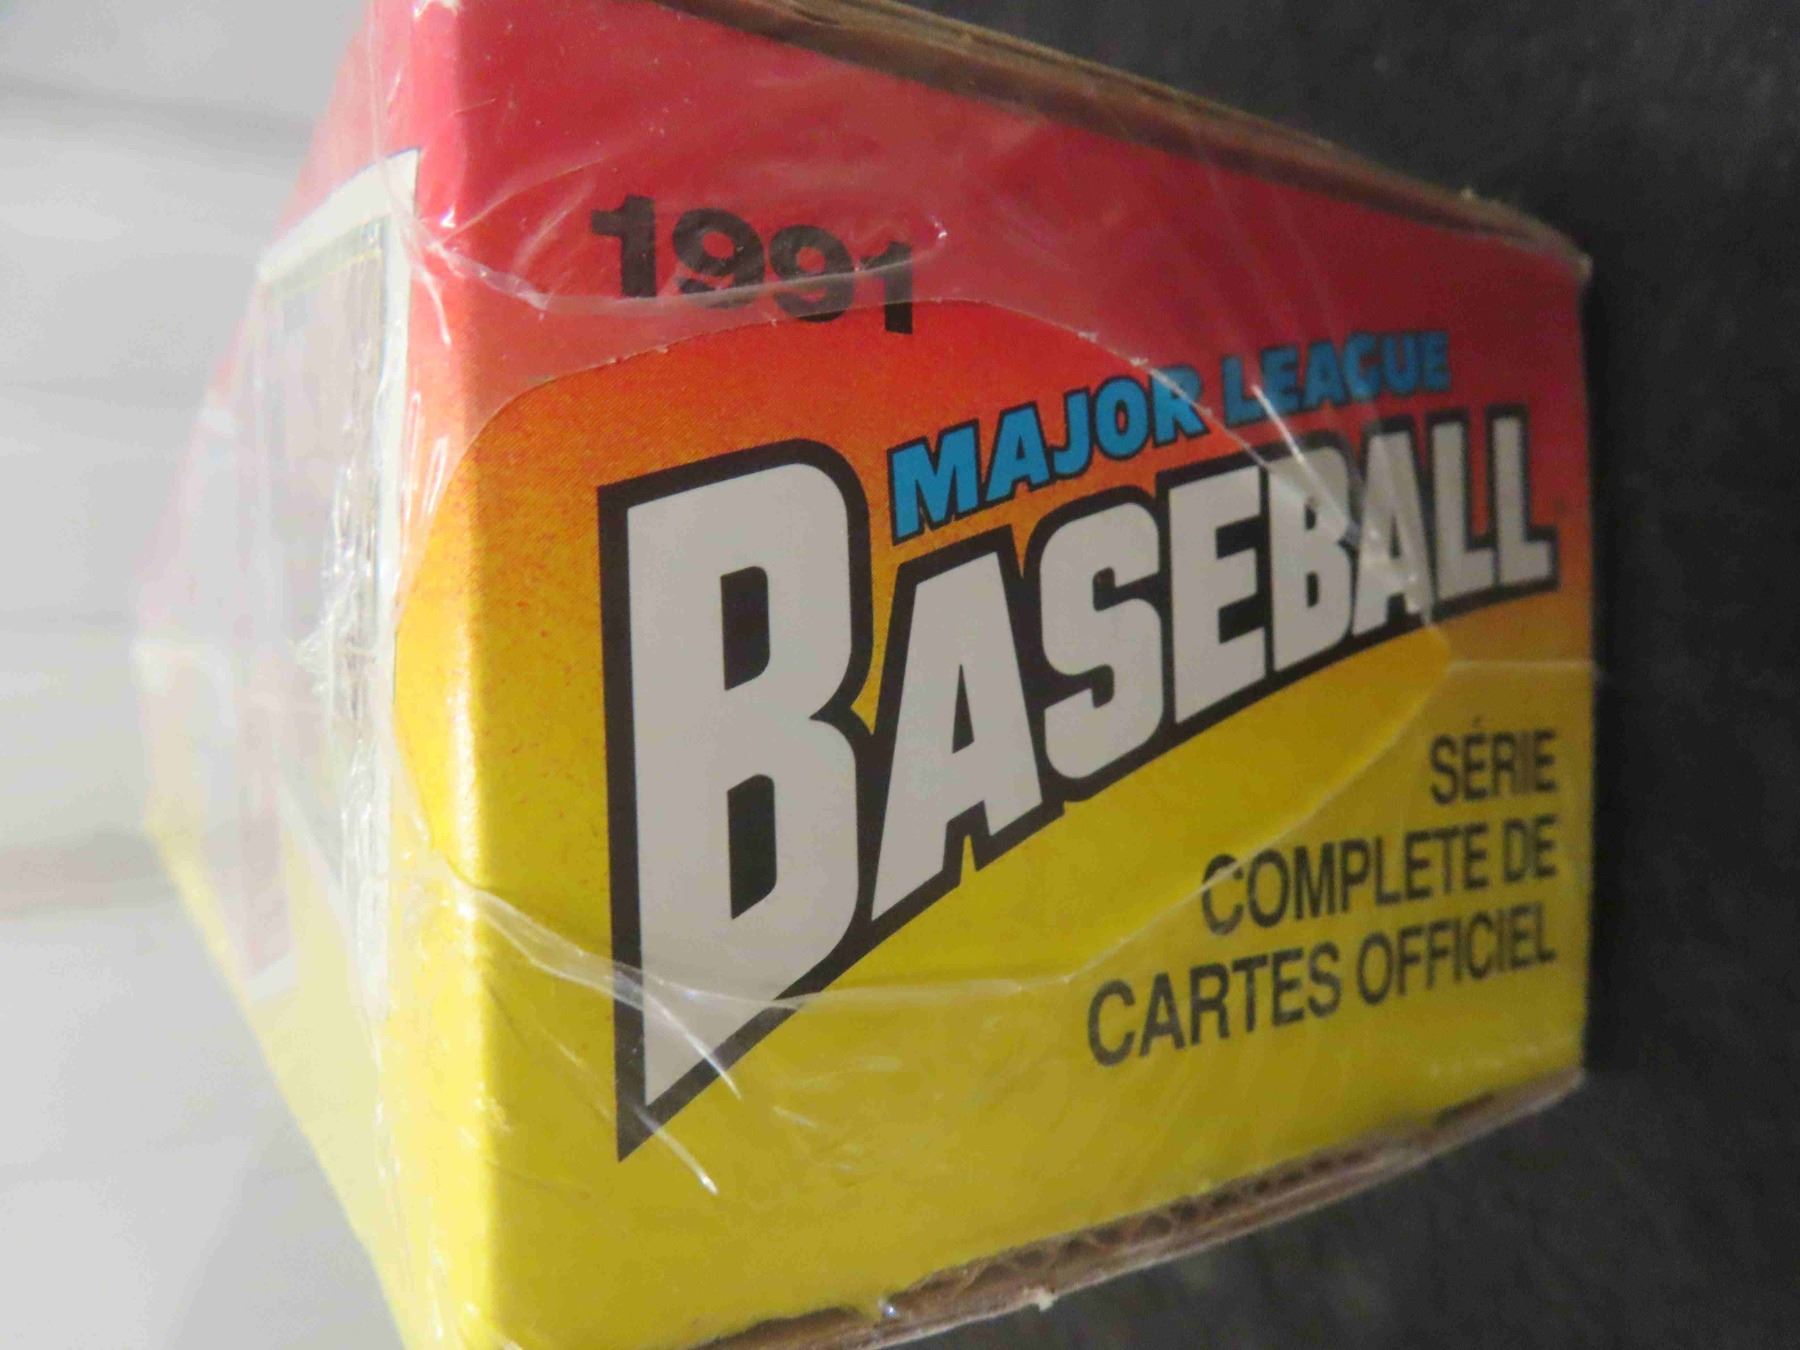 1991
MAJOR LEAGUE
BASEBALL
SÉRIE
COMPLETE DE
CARTES OFFICIEL